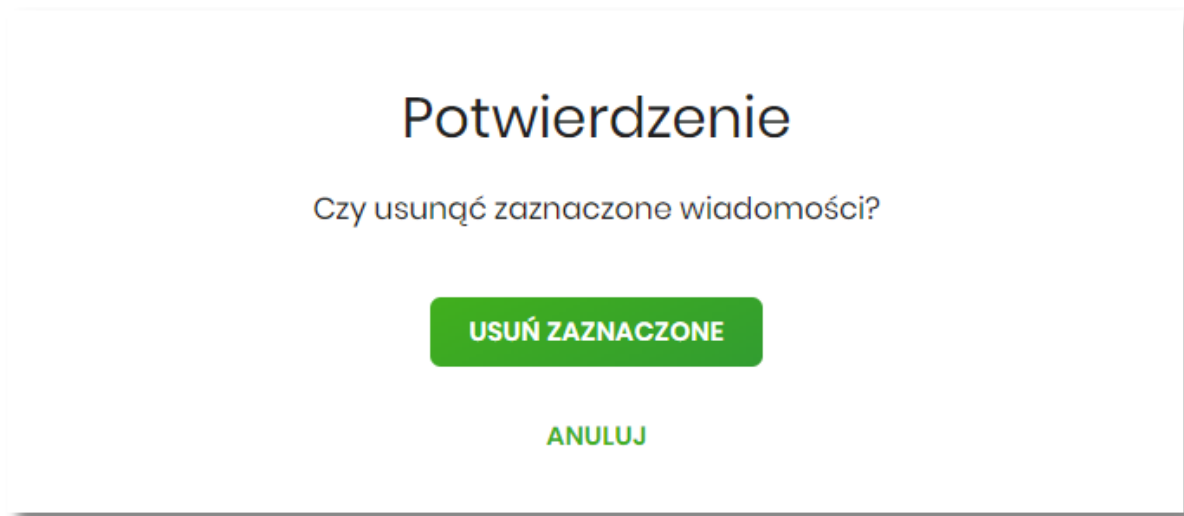 Potwierdzenie
Czy usunąć zaznaczone wiadomości?
USUŃ ZAZNACZONE
ANULUJ